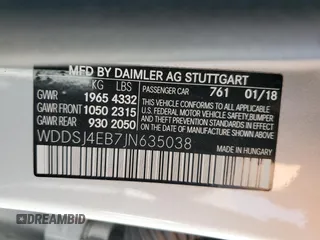 MFD BY DAIMLER AG STUTTGART
KG LBS
PASSENGER CAR 761 01/18
GVWR 1965 4332
GAWR FRONT 1050 2315
GAWR REAR 930 2050
THIS VEHICLE CONFORMS TO ALL APPLICABLE
U.S. FEDERAL MOTOR VEHICLE SAFETY, BUMPER,
AND THEFT PREVENTION STANDARDS IN EFFECT ON
THE DATE OF MANUFACTURE SHOWN ABOVE.
WDDSJ4EB7JN635038
MADE IN HUNGARY
DREAMBID